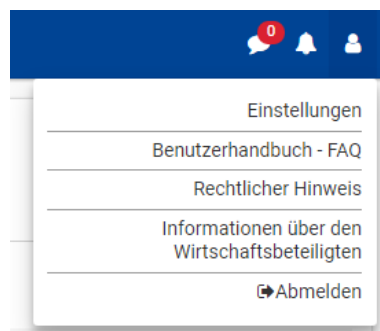 0
Einstellungen
Benutzerhandbuch - FAQ
Rechtlicher Hinweis
Informationen über den
Wirtschaftsbeteiligten
Abmelden